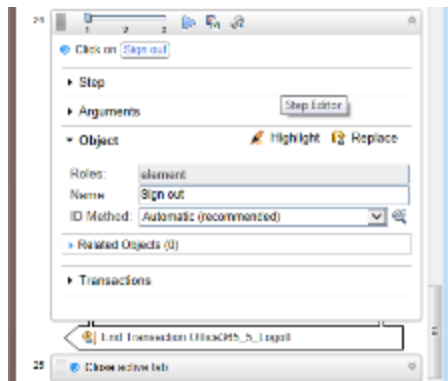 24
1 2 3
Click on Sign out
Step
Arguments
Step Editor
Object
Highlight Replace
Roles: element
Name Sign out
ID Method: Automatic (recommended)
Related Objects (0)
Transactions
End Transaction Office365_5_Logoff
25 Close active tab